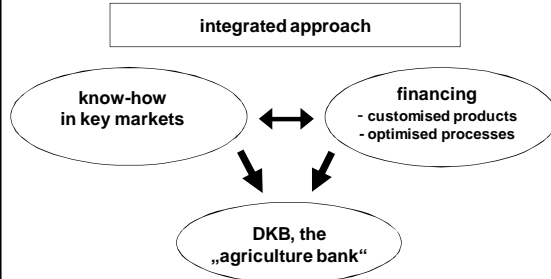 integrated approach
know-how
in key markets
financing
- customised products
- optimised processes
DKB, the
„agriculture bank“